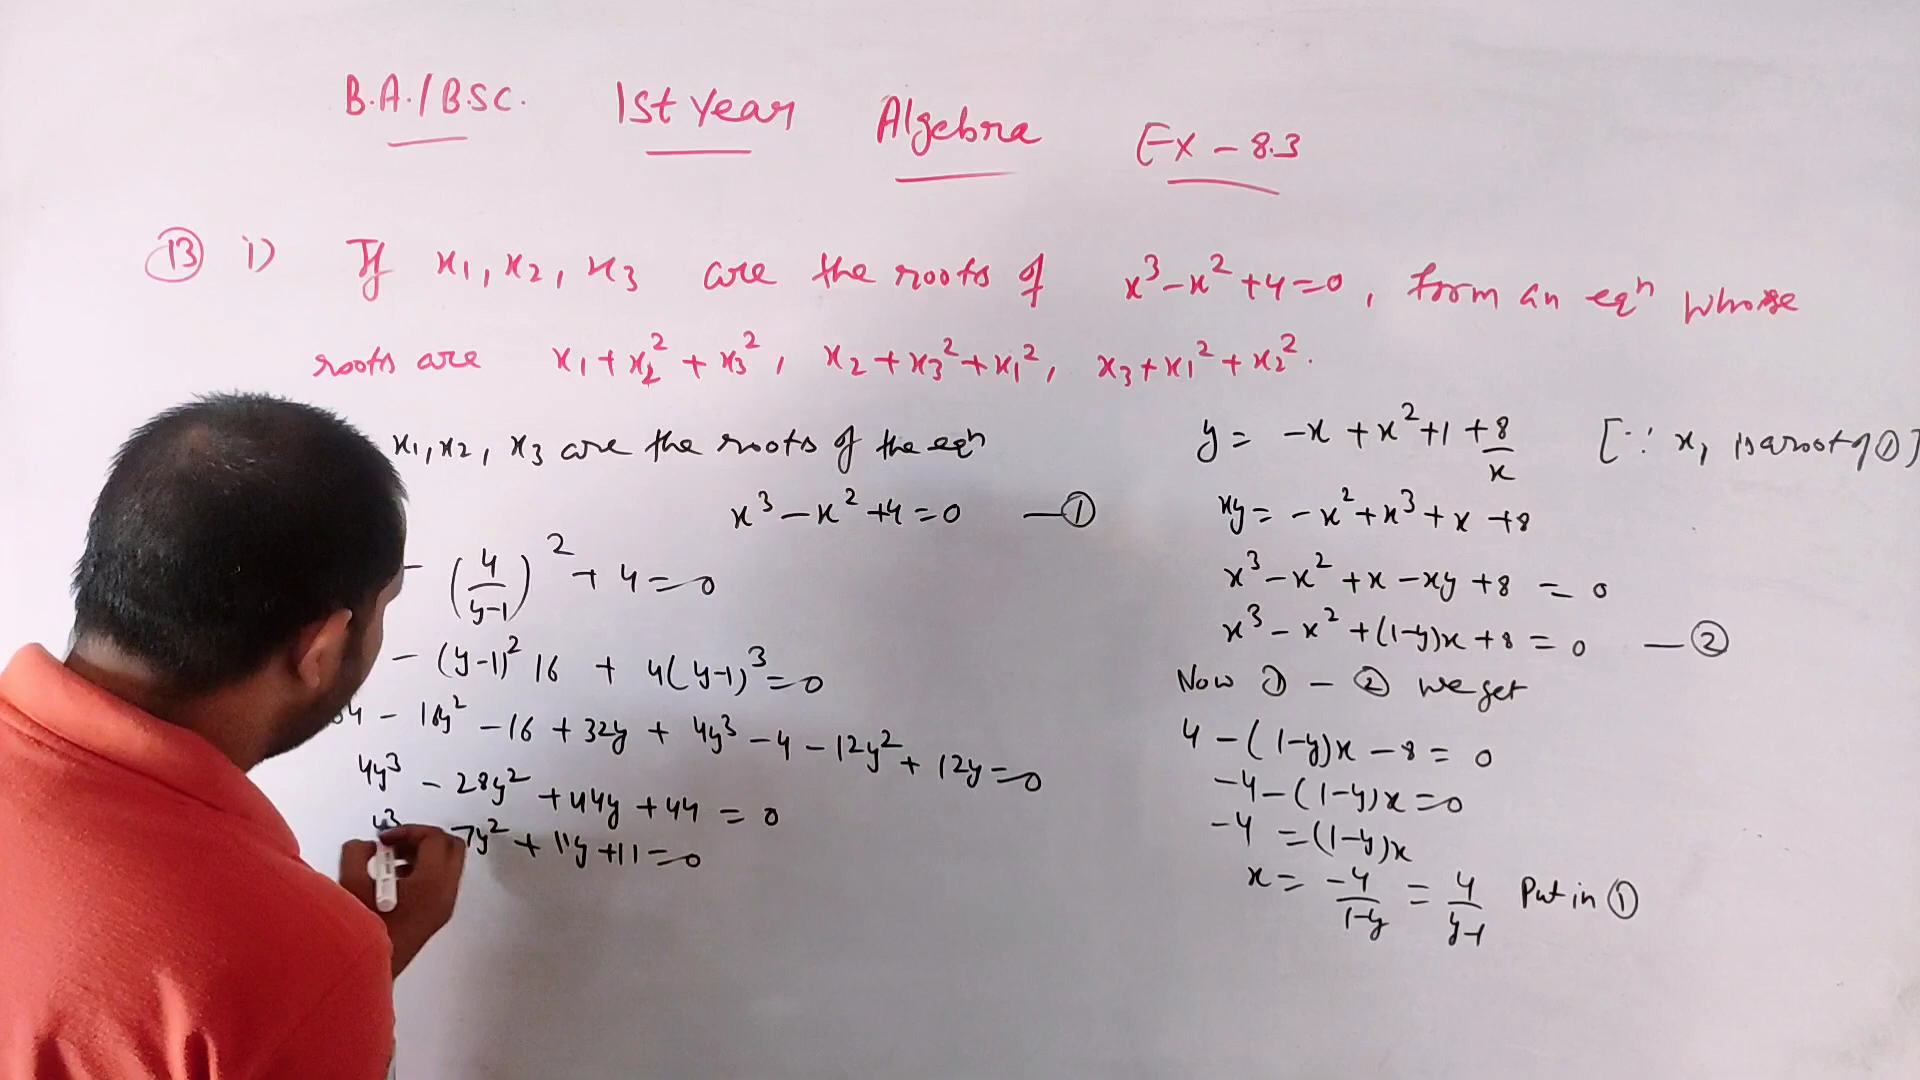 B.A./B.SC. 1st Year Algebra Ex - 8.3
(13) i) If x₁, x₂, x₃ are the roots of x³-x²+4=0, form an eqⁿ whose
roots are x₁+x₂²+x₃², x₂+x₃²+x₁², x₃+x₁²+x₂².
x₁,x₂, x₃ are the roots of the eqⁿ
x³-x²+4=0 —①
- (4/(y-1))² + 4=0
- (y-1)² 16 + 4(y-1)³=0
4 - 16y² - 16 + 32y + 4y³ - 4 - 12y² + 12y=0
4y³ - 28y² + 44y + 44 = 0
y³ 7y² + 11y + 11=0
y = -x + x² + 1 + 8/x [∵ x, is a root of ①]
xy = -x² + x³ + x + 8
x³ - x² + x - xy + 8 = 0
x³ - x² + (1-y)x + 8 = 0 —②
Now ① - ② we get
4 - (1-y)x - 8 = 0
-4 - (1-y)x = 0
-4 = (1-y)x
x = -4/(1-y) = 4/(y-1) Put in ①